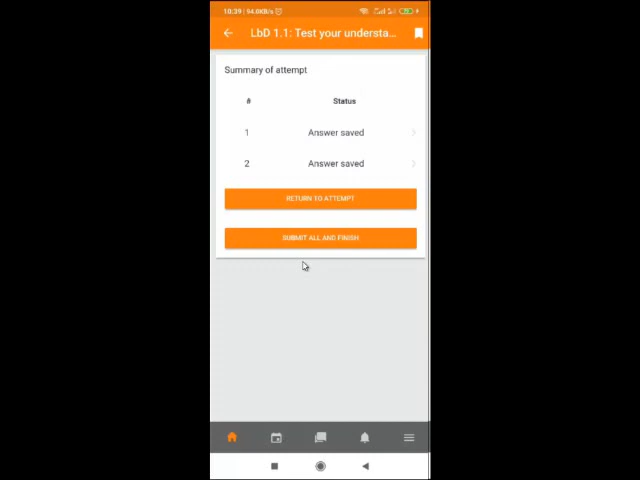 10:39 | 94.0KB/s
LbD 1.1: Test your understa...
Summary of attempt
# Status
1 Answer saved
2 Answer saved
RETURN TO ATTEMPT
SUBMIT ALL AND FINISH